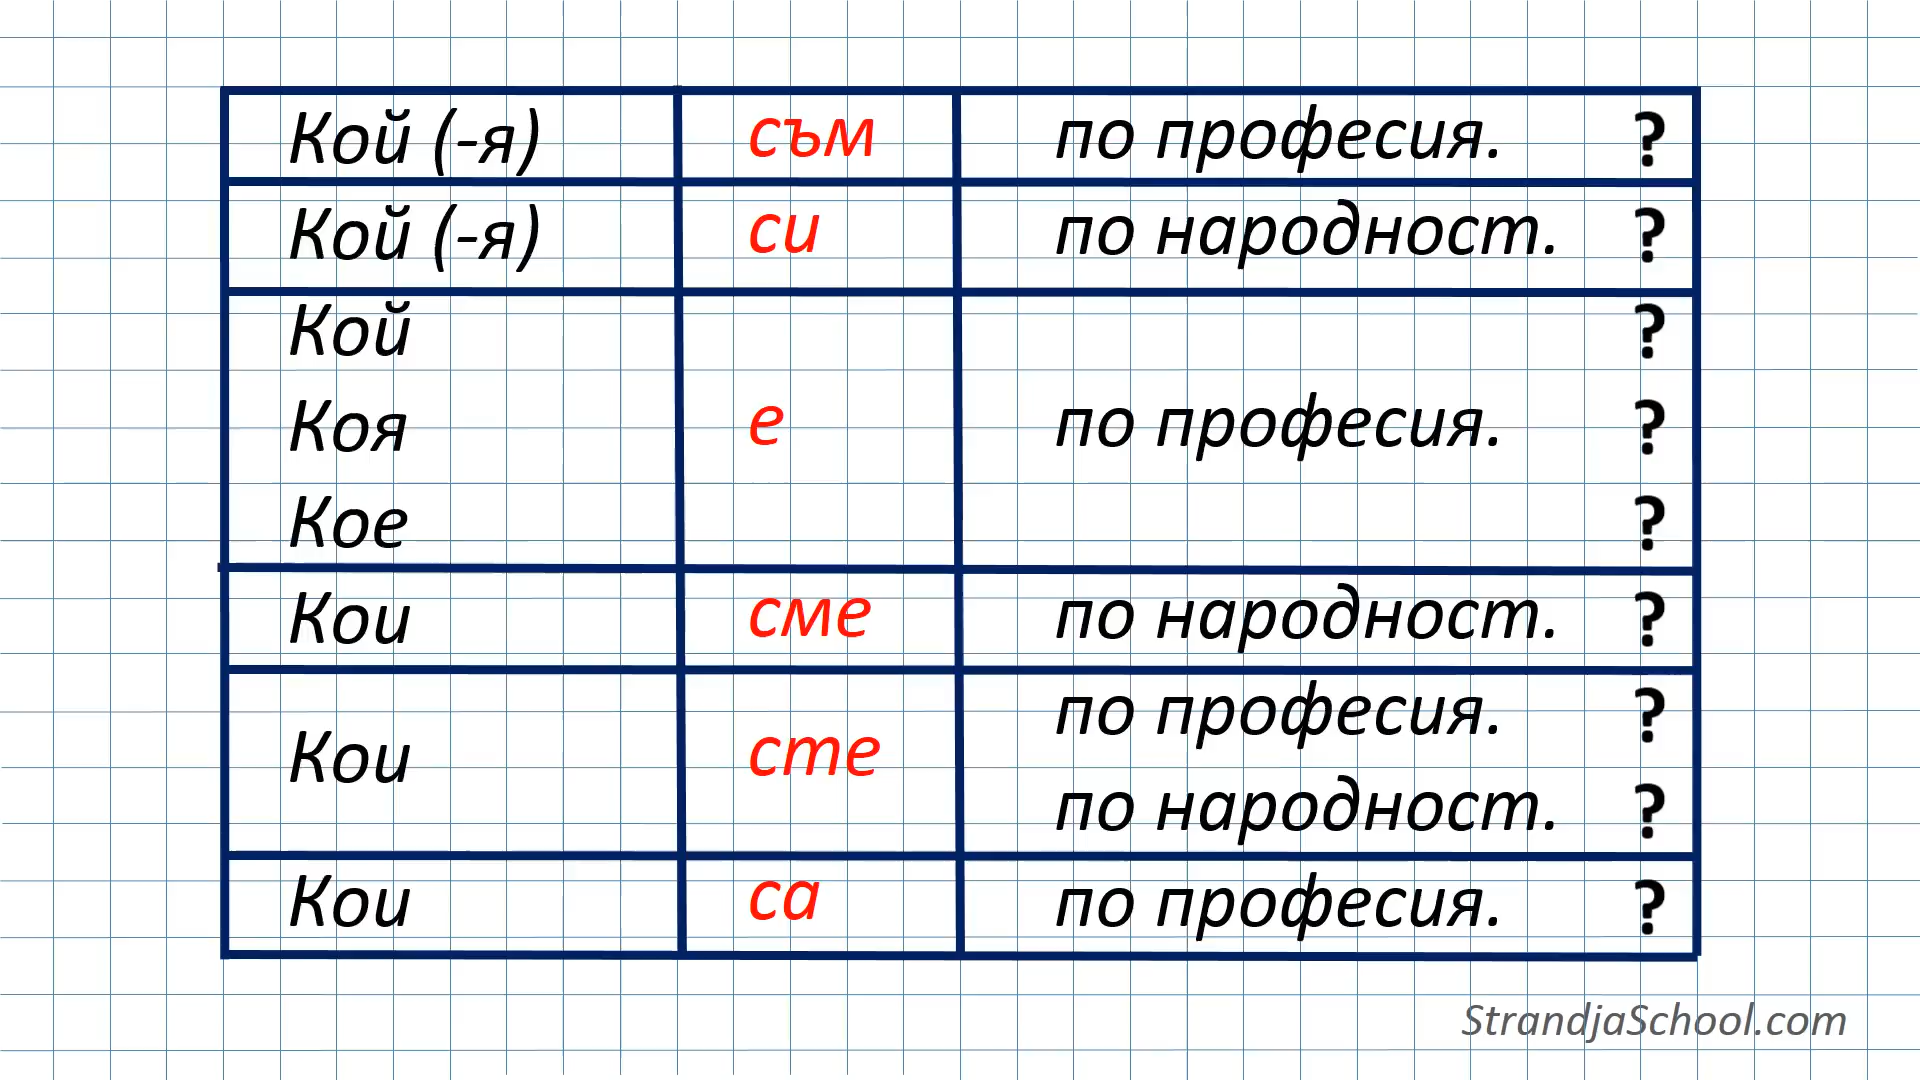 Кой (-я) съм по професия. ?
Кой (-я) си по народност. ?
Кой ?
Коя е по професия. ?
Кое ?
Кои сме по народност. ?
по професия. ?
Кои сте
по народност. ?
Кои са по професия. ?
StrandjaSchool.com